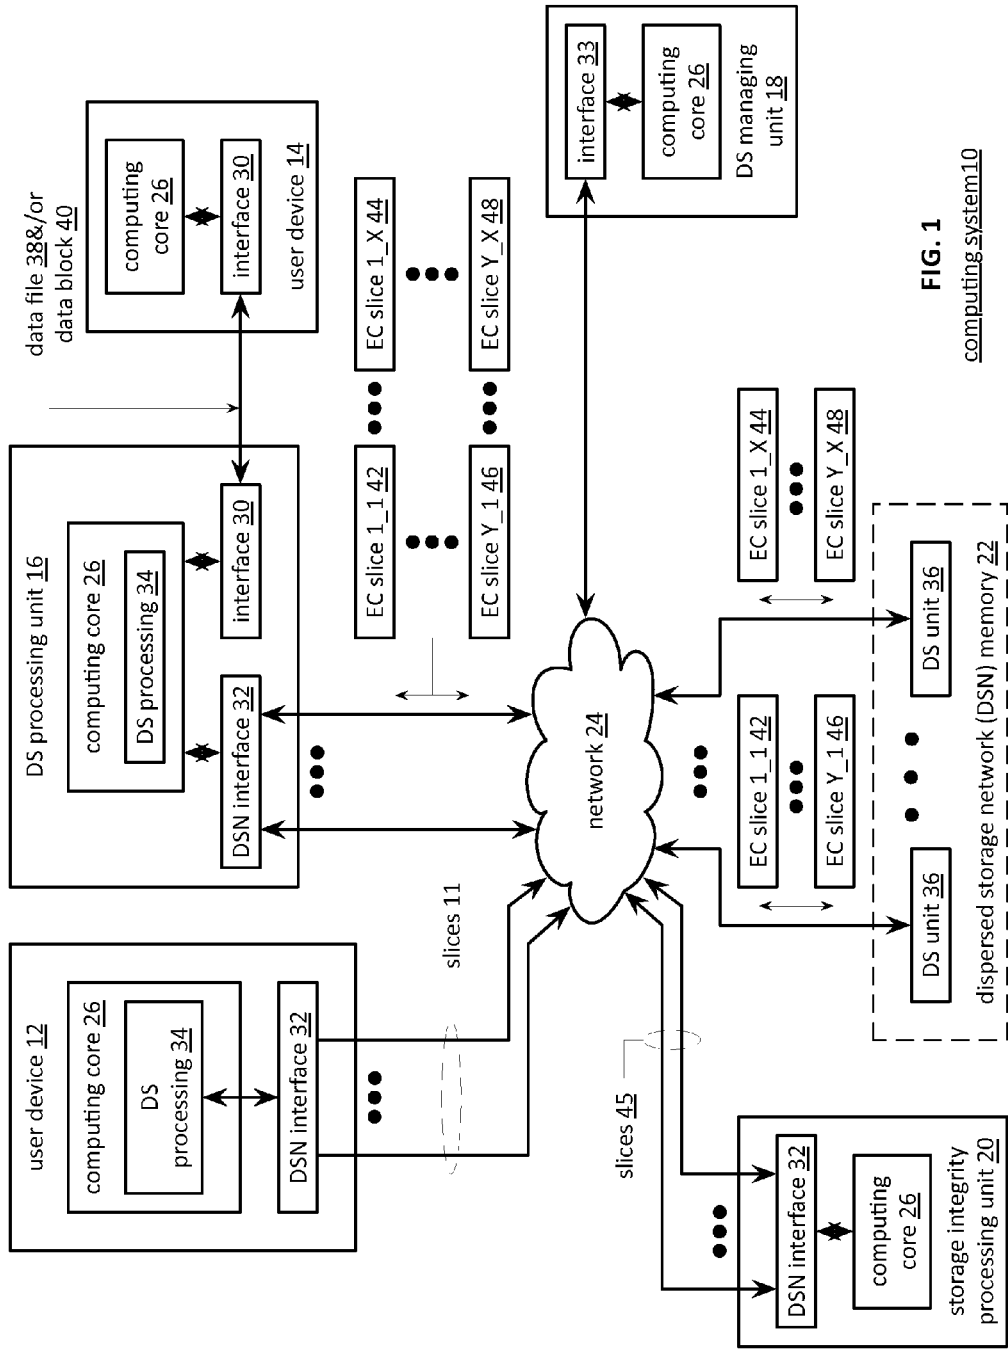 user device 12
computing core 26
DS
processing 34
DSN interface 32
slices 11
DS processing unit 16
computing core 26
DS processing 34
DSN interface 32
interface 30
data file 38&/or
data block 40
computing
core 26
interface 30
user device 14
EC slice 1_1 42
EC slice 1_X 44
EC slice Y_1 46
EC slice Y_X 48
network 24
interface 33
computing
core 26
DS managing
unit 18
slices 45
DSN interface 32
computing
core 26
storage integrity
processing unit 20
EC slice 1_1 42
EC slice Y_1 46
EC slice 1_X 44
EC slice Y_X 48
DS unit 36
DS unit 36
dispersed storage network (DSN) memory 22
FIG. 1
computing system10